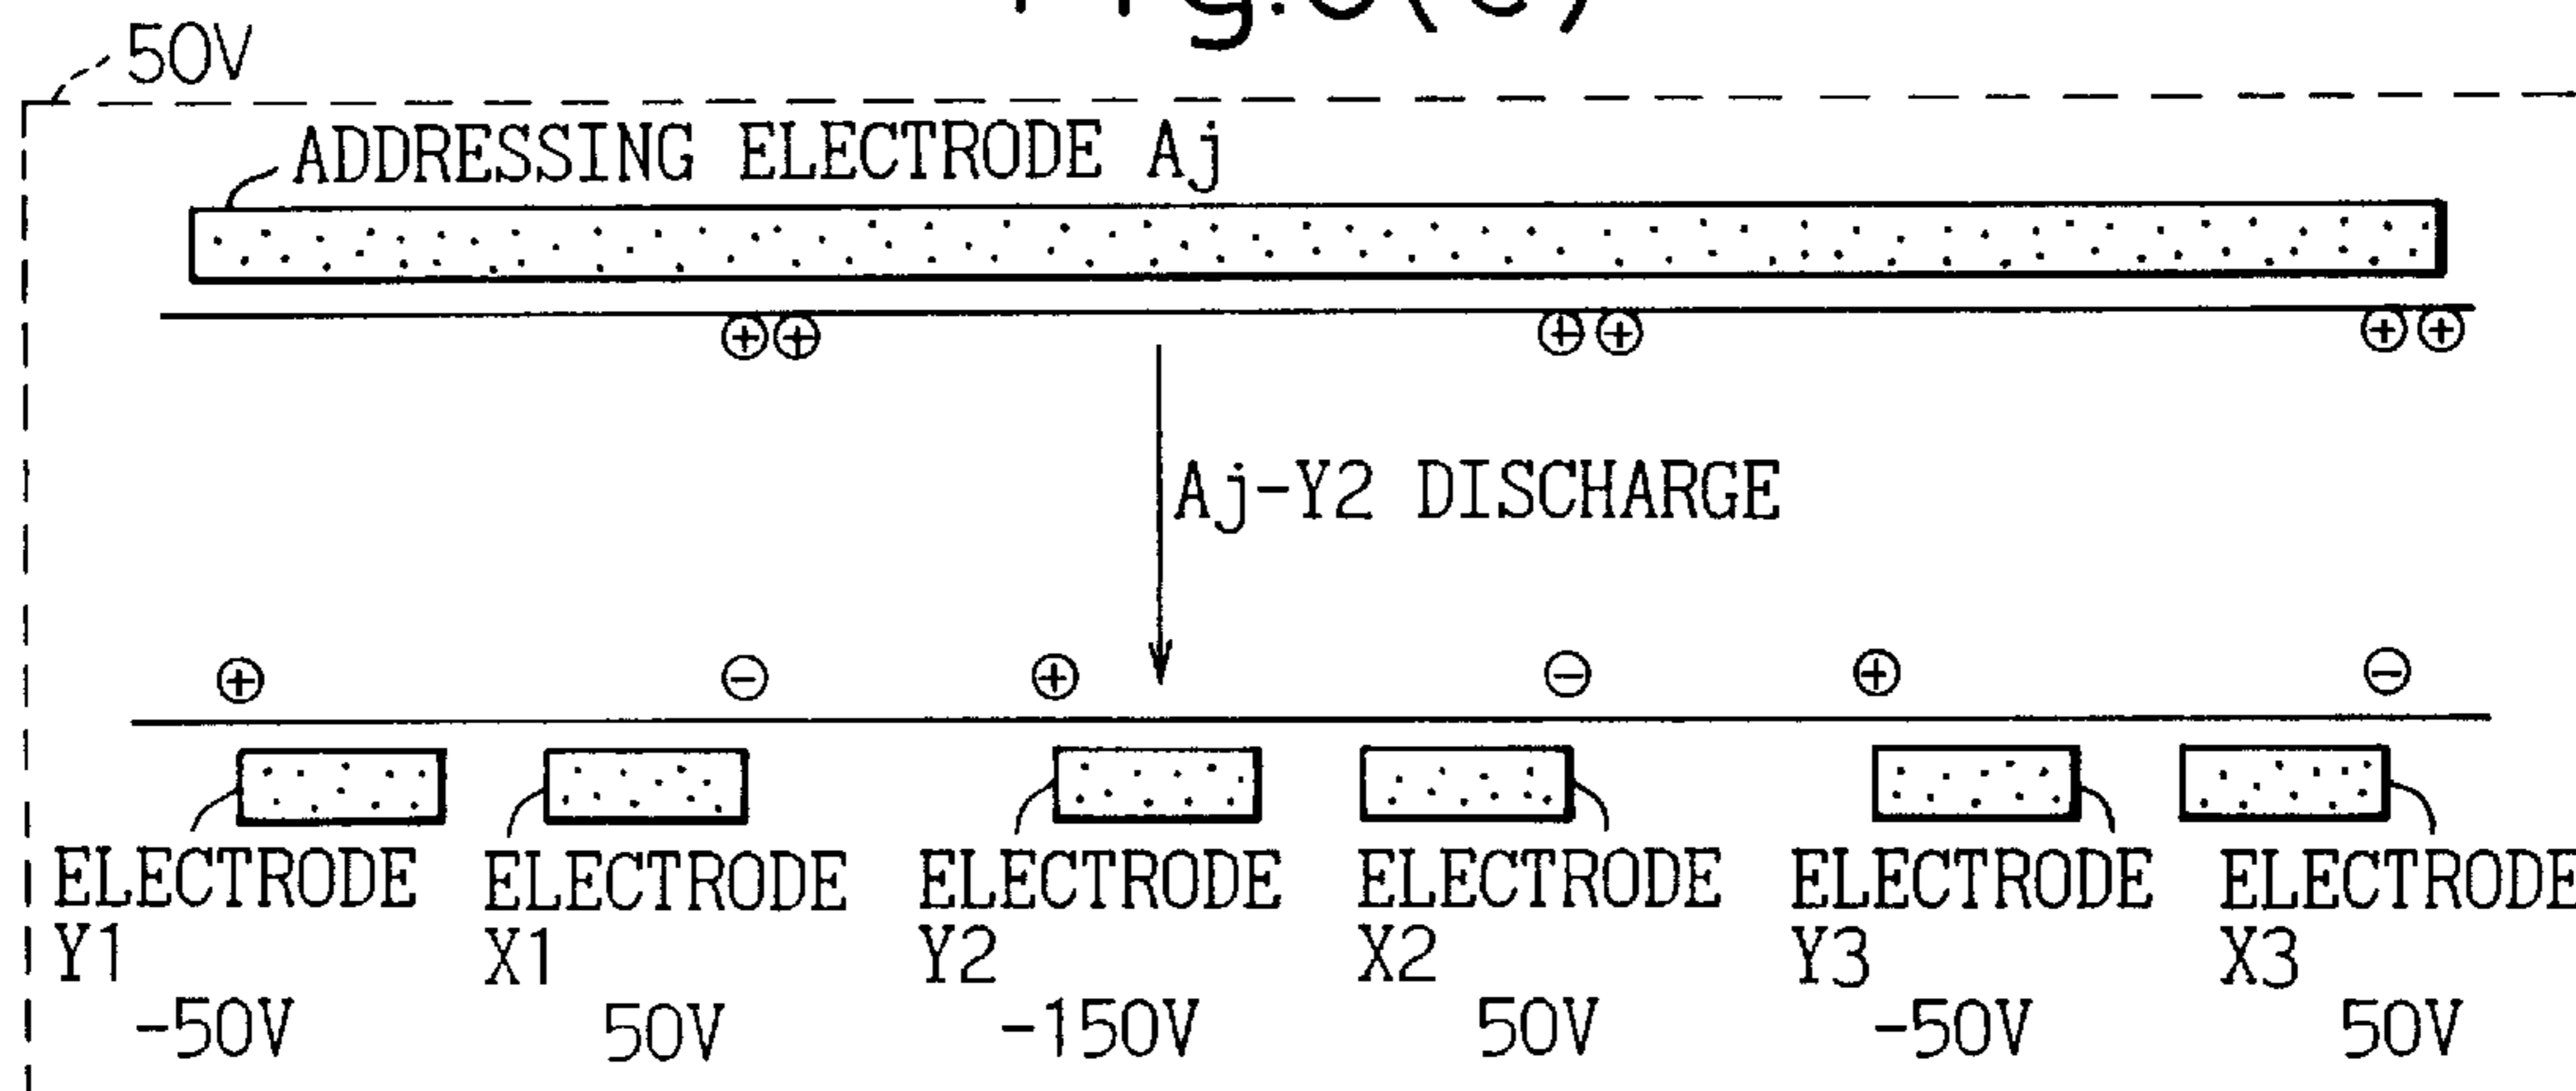 50V
ADDRESSING ELECTRODE Aj
⊕⊕ ⊕⊕ ⊕⊕
Aj-Y2 DISCHARGE
⊕ ⊖ ⊕ ⊖ ⊕ ⊖
ELECTRODE Y1 -50V
ELECTRODE X1 50V
ELECTRODE Y2 -150V
ELECTRODE X2 50V
ELECTRODE Y3 -50V
ELECTRODE X3 50V